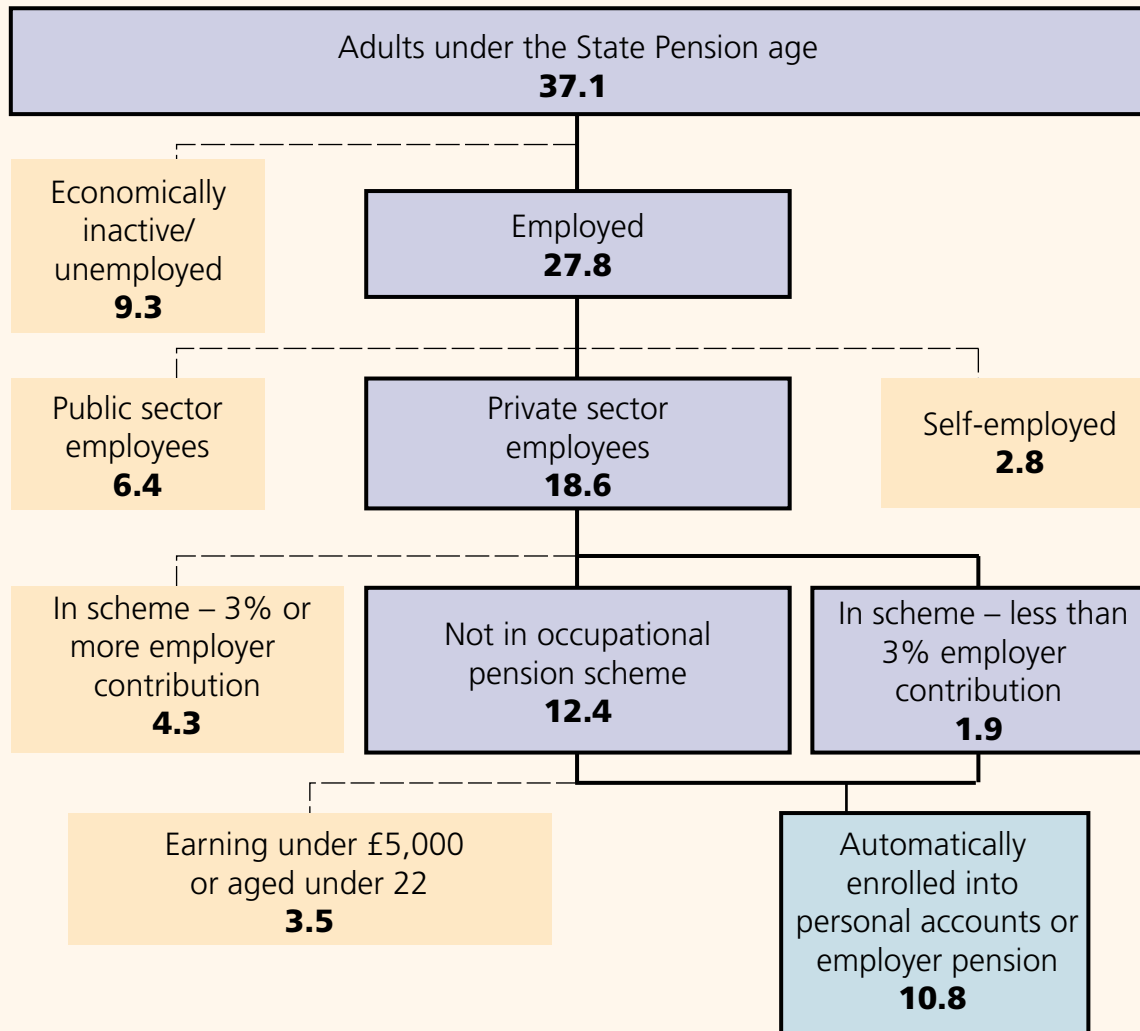 Adults under the State Pension age
37.1
Economically
inactive/
unemployed
9.3
Employed
27.8
Public sector
employees
6.4
Private sector
employees
18.6
Self-employed
2.8
In scheme – 3% or
more employer
contribution
4.3
Not in occupational
pension scheme
12.4
In scheme – less than
3% employer
contribution
1.9
Earning under £5,000
or aged under 22
3.5
Automatically
enrolled into
personal accounts or
employer pension
10.8